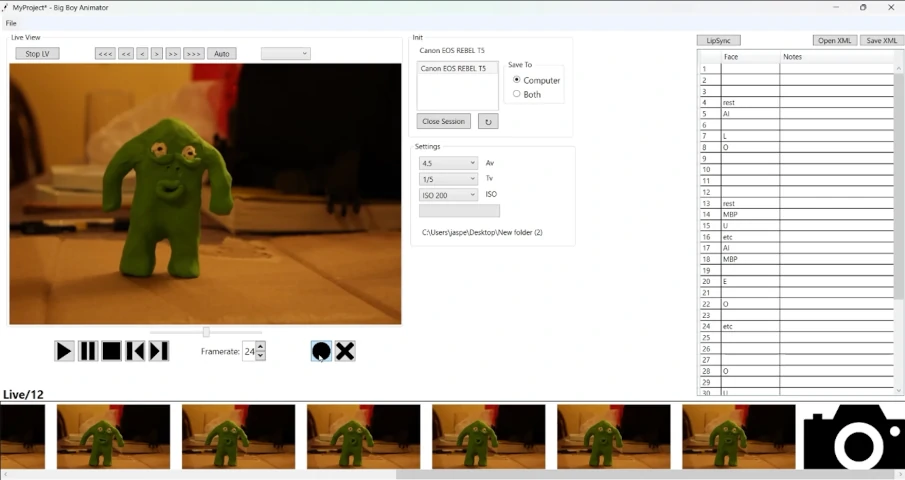 MyProject* - Big Boy Animator
File
Live View
Stop LV <<< << < > >> >>> Auto
Init
Canon EOS REBEL T5
Canon EOS REBEL T5
Save To
Computer
Both
Close Session ↻
Settings
4.5 Av
1/5 Tv
ISO 200 ISO
C:\Users\jaspe\Desktop\New folder (2)
LipSync Open XML Save XML
Face Notes
1
2
3
4 rest
5 AI
6
7 L
8 O
9
10
11
12
13 rest
14 MBP
15 U
16 etc
17 AI
18 MBP
19
20 E
21
22 O
23
24 etc
25
26
27
28 O
29
30 U
Framerate: 24
Live/12